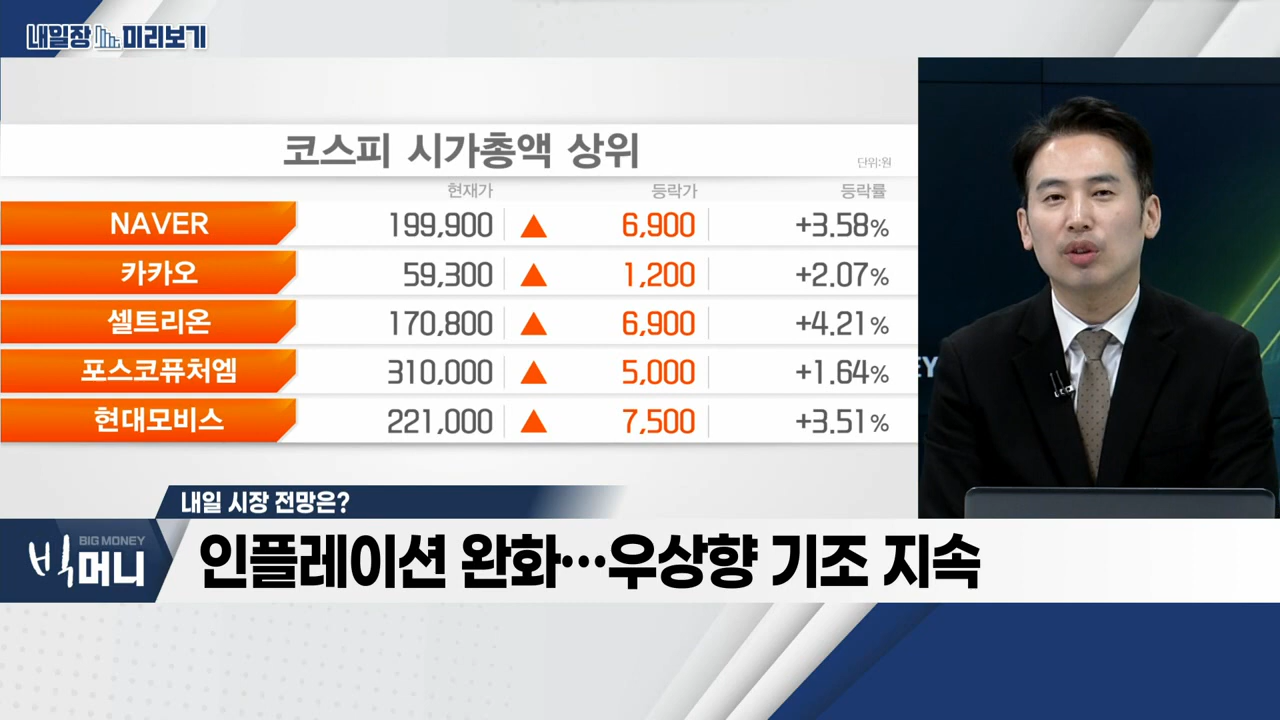 내일장 미리보기
코스피 시가총액 상위
단위:원
현재가 등락가 등락률
NAVER 199,900 ▲ 6,900 +3.58%
카카오 59,300 ▲ 1,200 +2.07%
셀트리온 170,800 ▲ 6,900 +4.21%
포스코퓨처엠 310,000 ▲ 5,000 +1.64%
현대모비스 221,000 ▲ 7,500 +3.51%
EY
내일 시장 전망은?
BIG MONEY
빅머니
인플레이션 완화…우상향 기조 지속